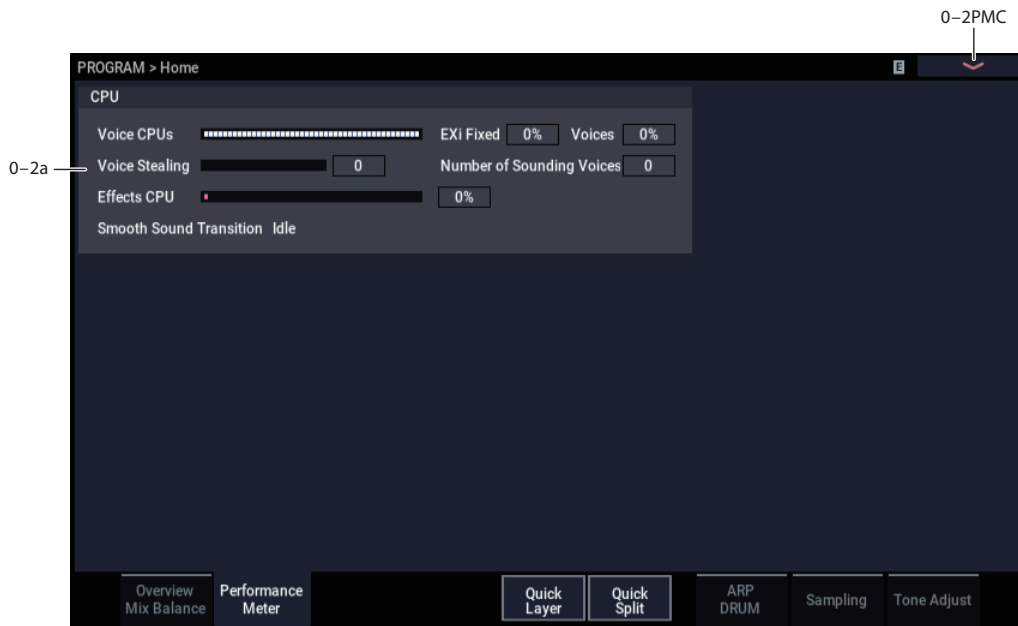 0–2PMC
PROGRAM > Home
E
CPU
Voice CPUs EXi Fixed 0% Voices 0%
0–2a
Voice Stealing 0 Number of Sounding Voices 0
Effects CPU 0%
Smooth Sound Transition Idle
Overview
Mix Balance
Performance
Meter
Quick
Layer
Quick
Split
ARP
DRUM
Sampling
Tone Adjust